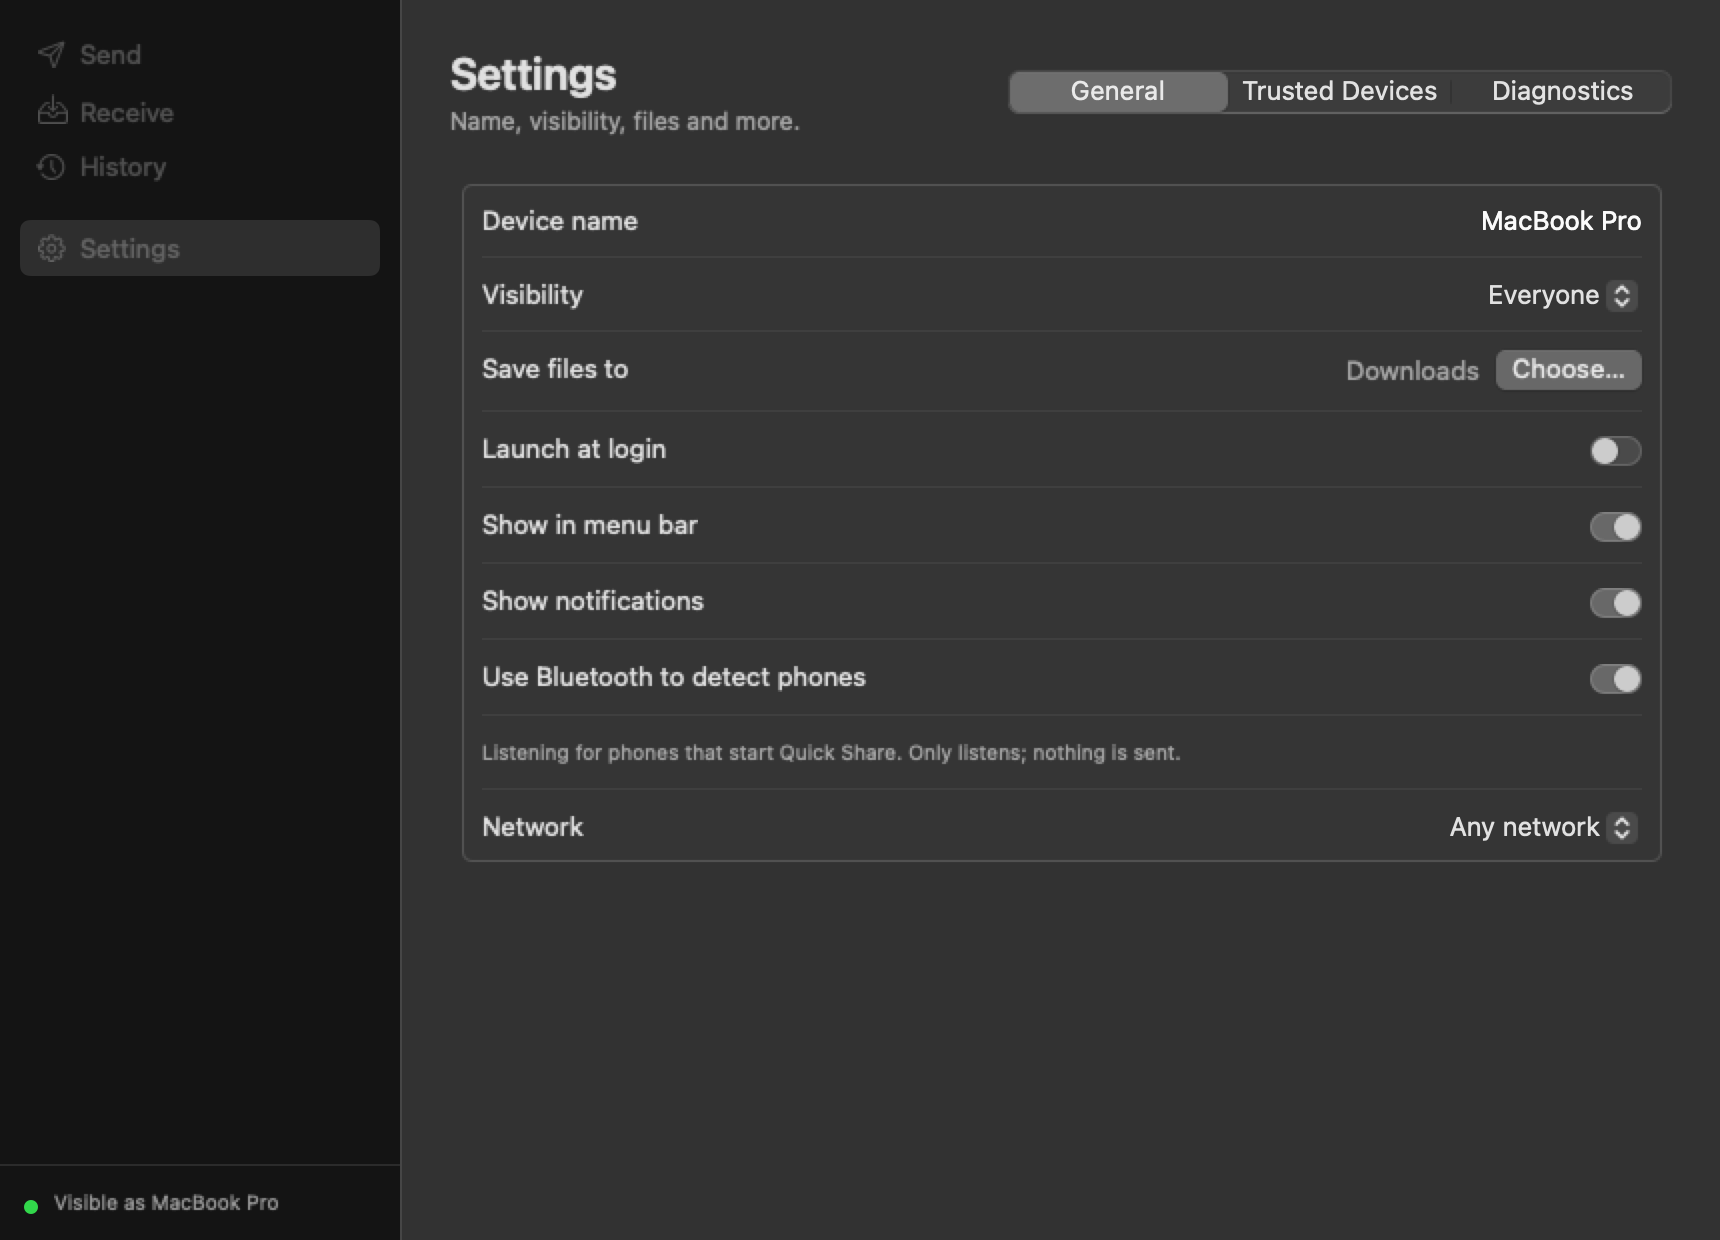 Send
Receive
History
Settings
Visible as MacBook Pro
Settings
Name, visibility, files and more.
General
Trusted Devices
Diagnostics
Device name
MacBook Pro
Visibility
Everyone
Save files to
Downloads
Choose...
Launch at login
Show in menu bar
Show notifications
Use Bluetooth to detect phones
Listening for phones that start Quick Share. Only listens; nothing is sent.
Network
Any network